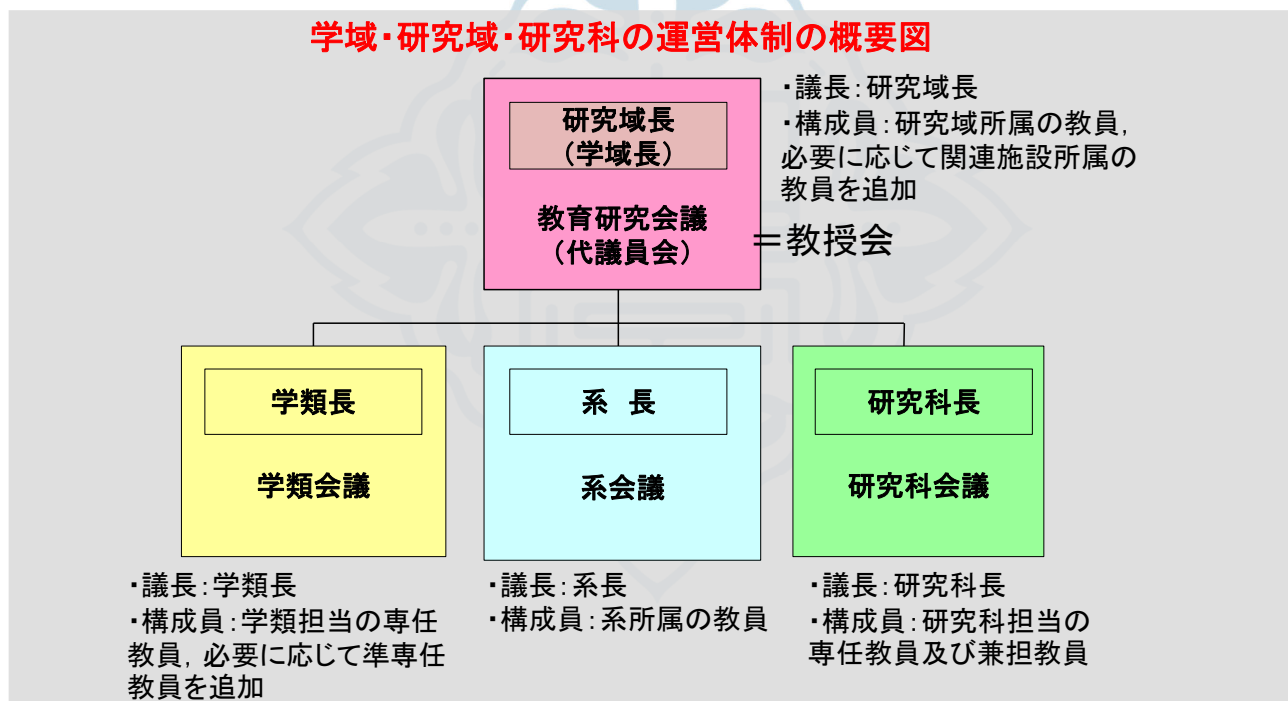 学域・研究域・研究科の運営体制の概要図
研究域長
(学域長)
教育研究会議
(代議員会)
・議長:研究域長
・構成員:研究域所属の教員,
必要に応じて関連施設所属の
教員を追加
=教授会
学類長
学類会議
系 長
系会議
研究科長
研究科会議
・議長:学類長
・構成員:学類担当の専任
教員, 必要に応じて準専任
教員を追加
・議長:系長
・構成員:系所属の教員
・議長:研究科長
・構成員:研究科担当の
専任教員及び兼担教員